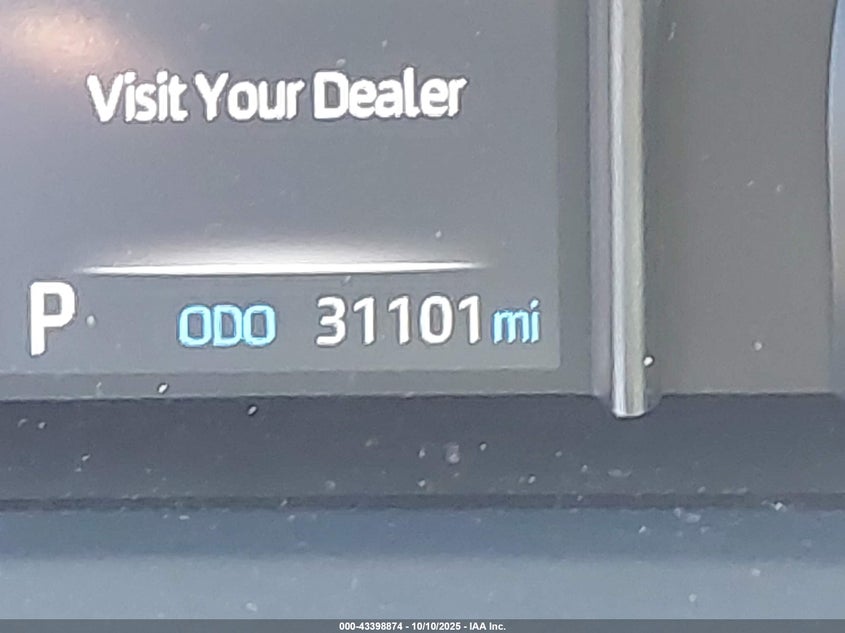 Visit Your Dealer
P ODO 31101 mi
000-43398874 - 10/10/2025 - IAA Inc.